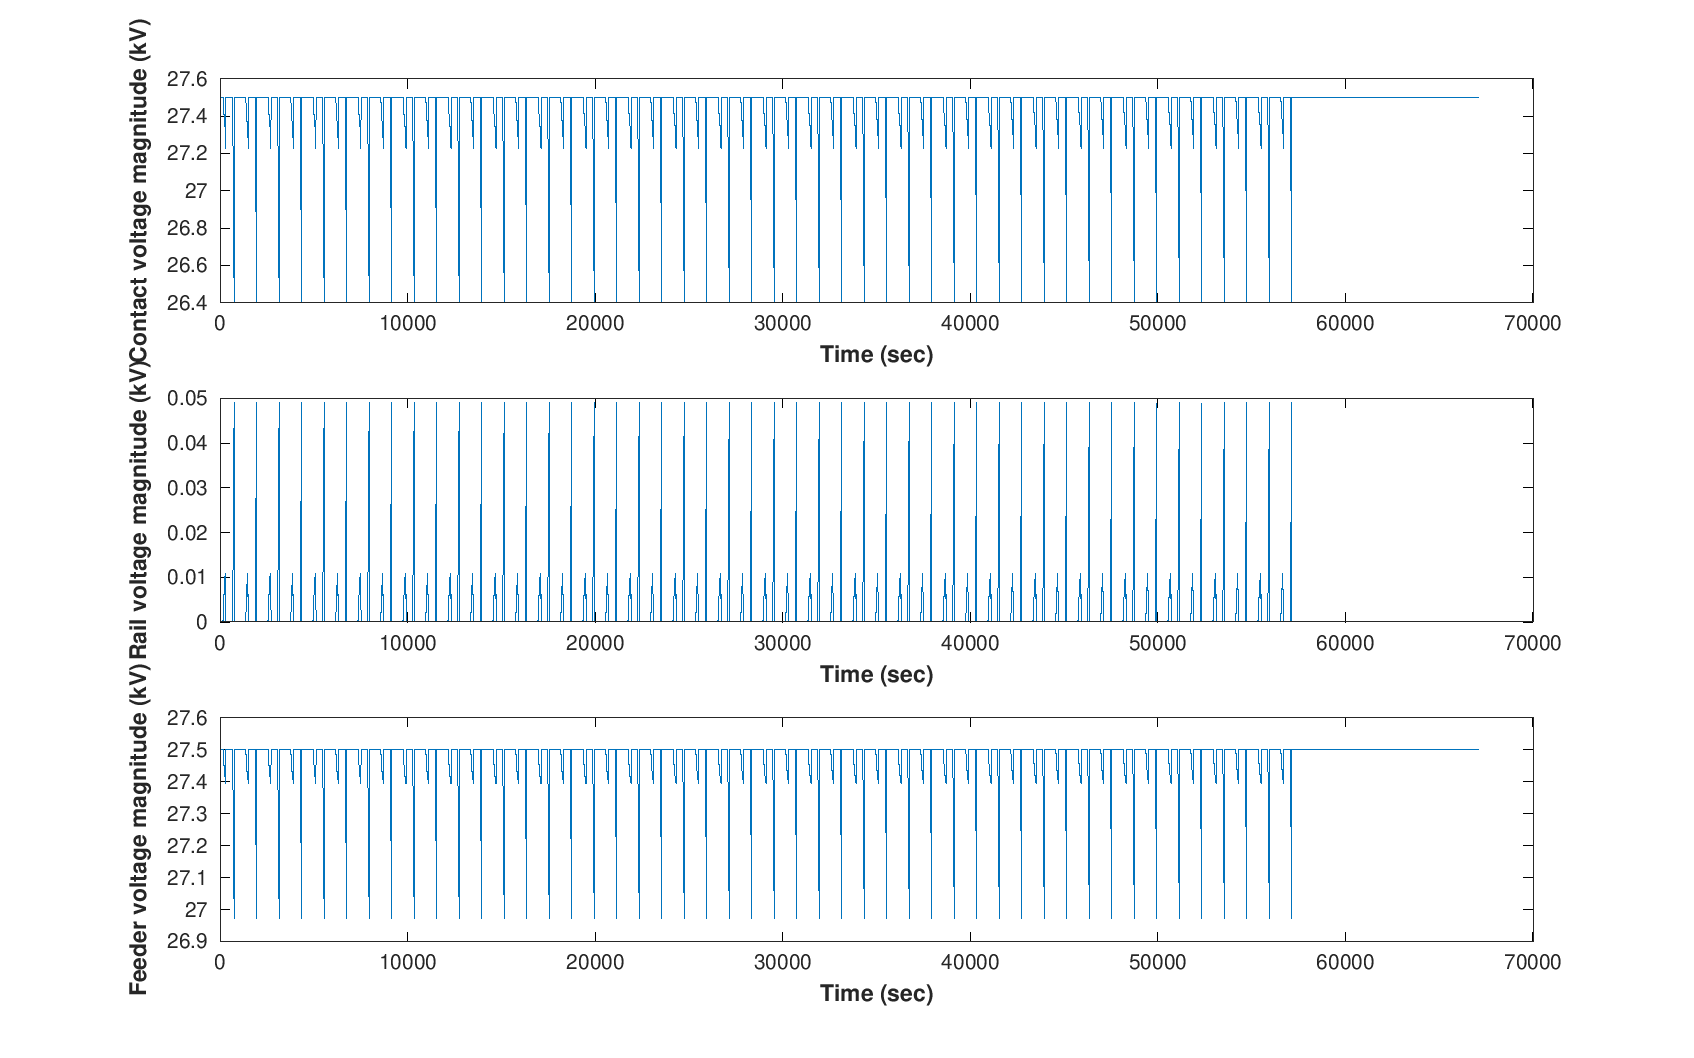 Contact voltage magnitude (kV)
27.6
27.4
27.2
27
26.8
26.6
26.4
0 10000 20000 30000 40000 50000 60000 70000
Time (sec)
Rail voltage magnitude (kV)
0.05
0.04
0.03
0.02
0.01
0
0 10000 20000 30000 40000 50000 60000 70000
Time (sec)
Feeder voltage magnitude (kV)
27.6
27.5
27.4
27.3
27.2
27.1
27
26.9
0 10000 20000 30000 40000 50000 60000 70000
Time (sec)